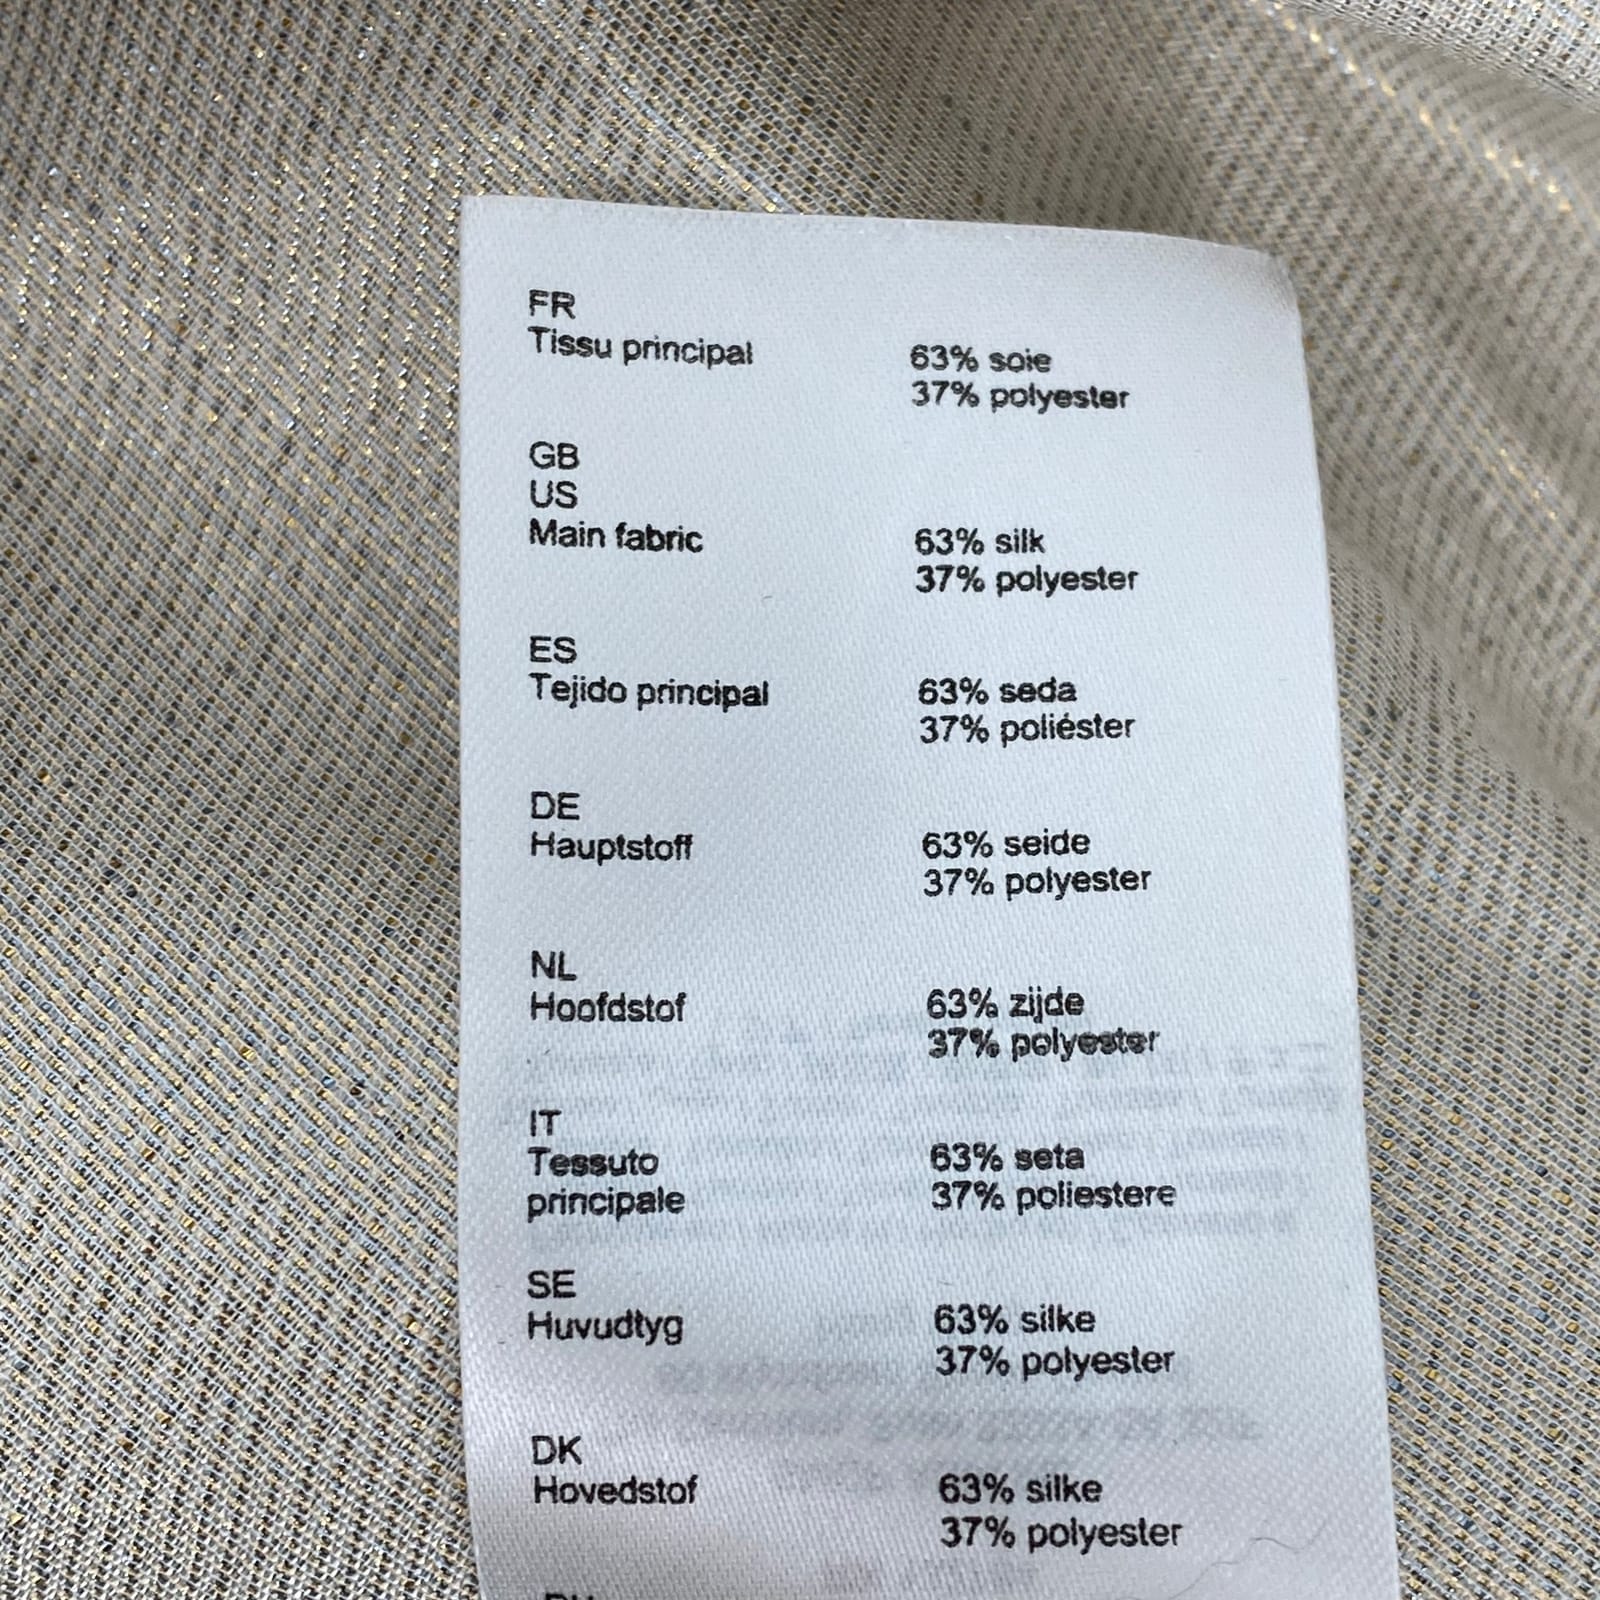 FR
Tissu principal
63% soie
37% polyester
GB
US
Main fabric
63% silk
37% polyester
ES
Tejido principal
63% seda
37% poliéster
DE
Hauptstoff
63% seide
37% polyester
NL
Hoofdstof
63% zijde
37% polyester
IT
Tessuto
principale
63% seta
37% poliestere
SE
Huvudtyg
63% silke
37% polyester
DK
Hovedstof
63% silke
37% polyester